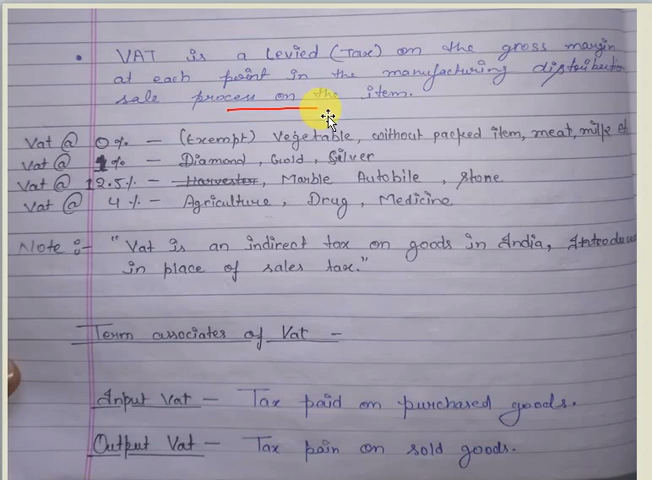 • VAT is a Levied (Tax) on the gross margin
at each point in the manufacturing distribution
sale process on the item.
Vat @ 0% – (Exempt) Vegetable, without packed item, meat, milk et
Vat @ 1% – Diamond, Gold, Silver
Vat @ 12.5% – Harvester, Marble Autobile, Stone
Vat @ 4% – Agriculture, Drug, Medicine
Note :- "Vat is an indirect tax on goods in India, Introduced
in place of sales tax."
Term associates of Vat –
Input Vat – Tax paid on purchased goods.
Output Vat – Tax pain on sold goods.